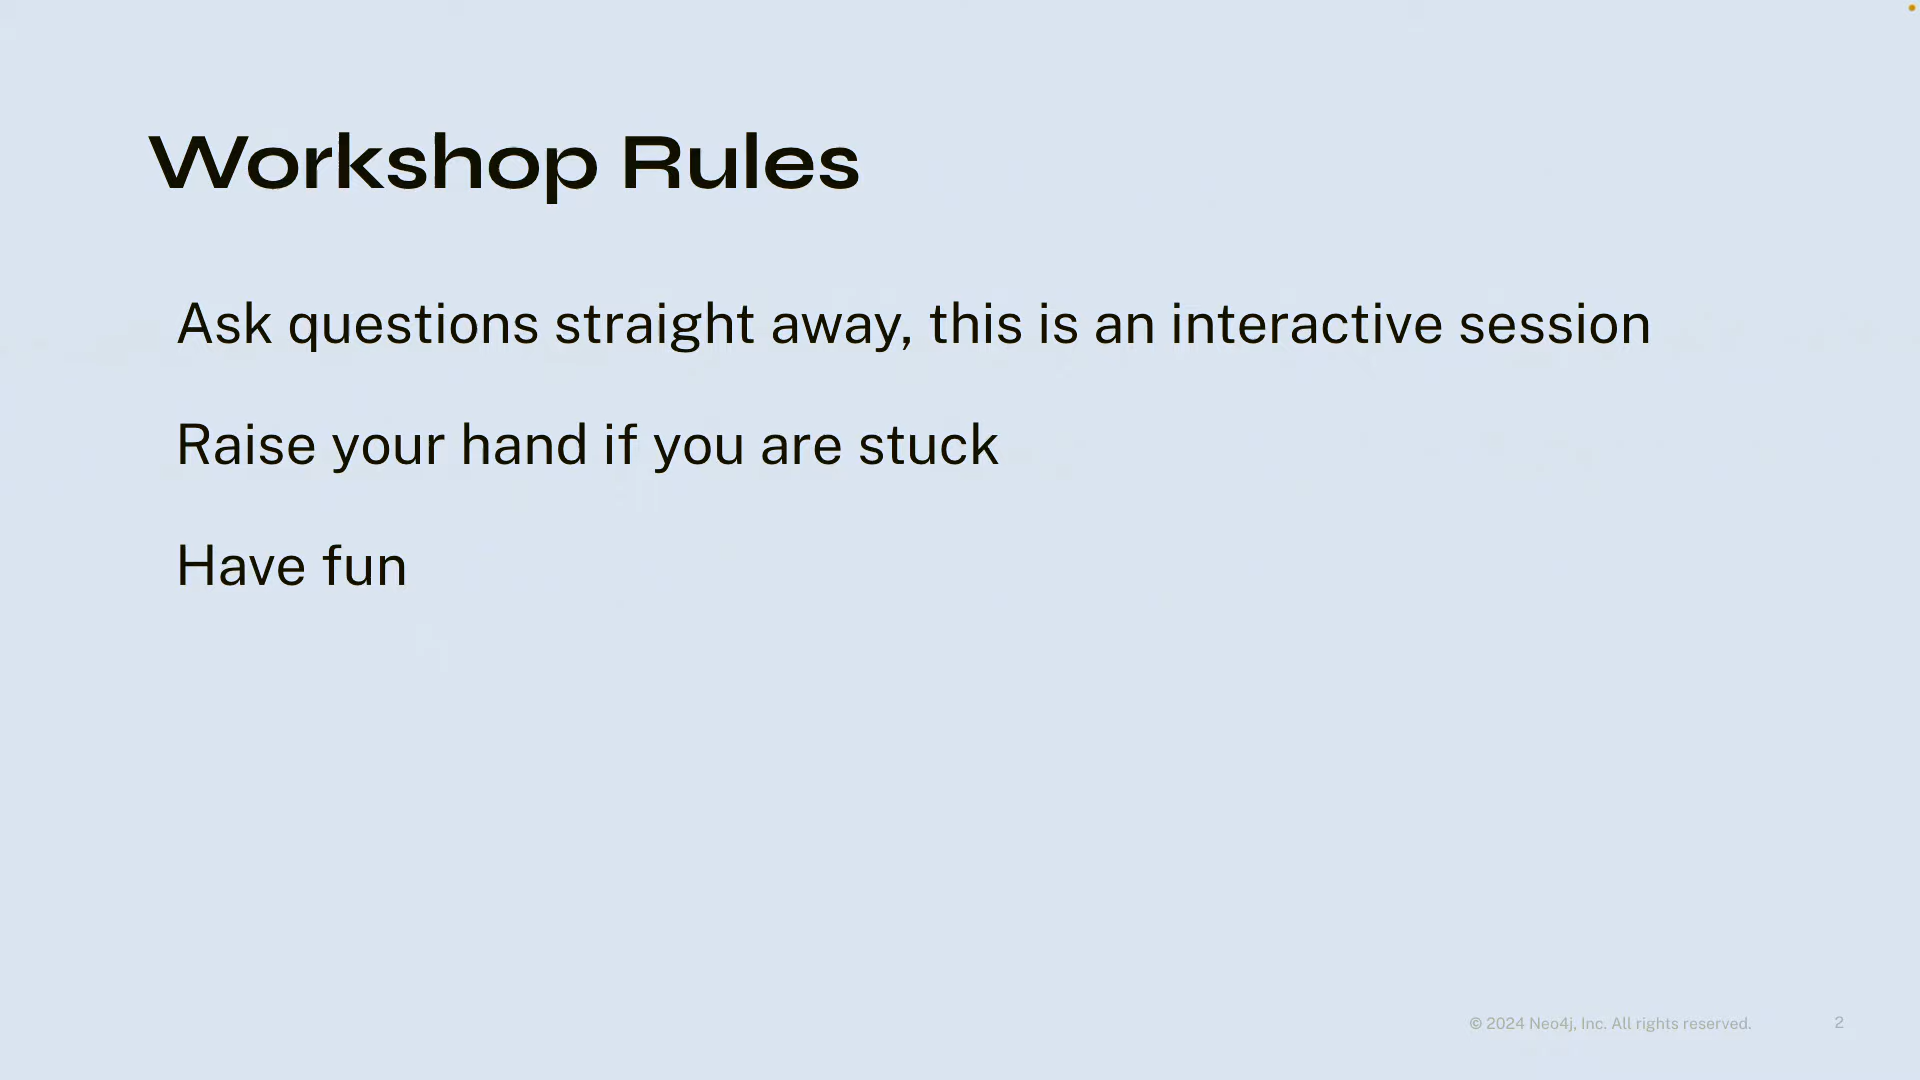 Workshop Rules
Ask questions straight away, this is an interactive session
Raise your hand if you are stuck
Have fun
© 2024 Neo4j, Inc. All rights reserved.
2